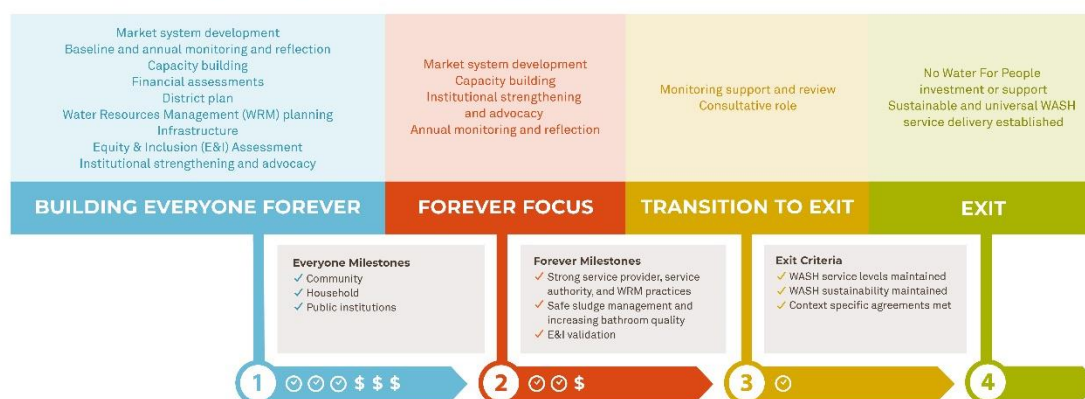 Market system development
Baseline and annual monitoring and reflection
Capacity building
Financial assessments
District plan
Water Resources Management (WRM) planning
Infrastructure
Equity & Inclusion (E&I) Assessment
Institutional strengthening and advocacy
BUILDING EVERYONE FOREVER
Market system development
Capacity building
Institutional strengthening
and advocacy
Annual monitoring and reflection
FOREVER FOCUS
Monitoring support and review
Consultative role
TRANSITION TO EXIT
No Water For People
investment or support
Sustainable and universal WASH
service delivery established
EXIT
Everyone Milestones
✓ Community
✓ Household
✓ Public institutions
Forever Milestones
✓ Strong service provider, service
authority, and WRM practices
✓ Safe sludge management and
increasing bathroom quality
✓ E&I validation
Exit Criteria
✓ WASH service levels maintained
✓ WASH sustainability maintained
✓ Context specific agreements met
1 $ $ $
2 $
3
4